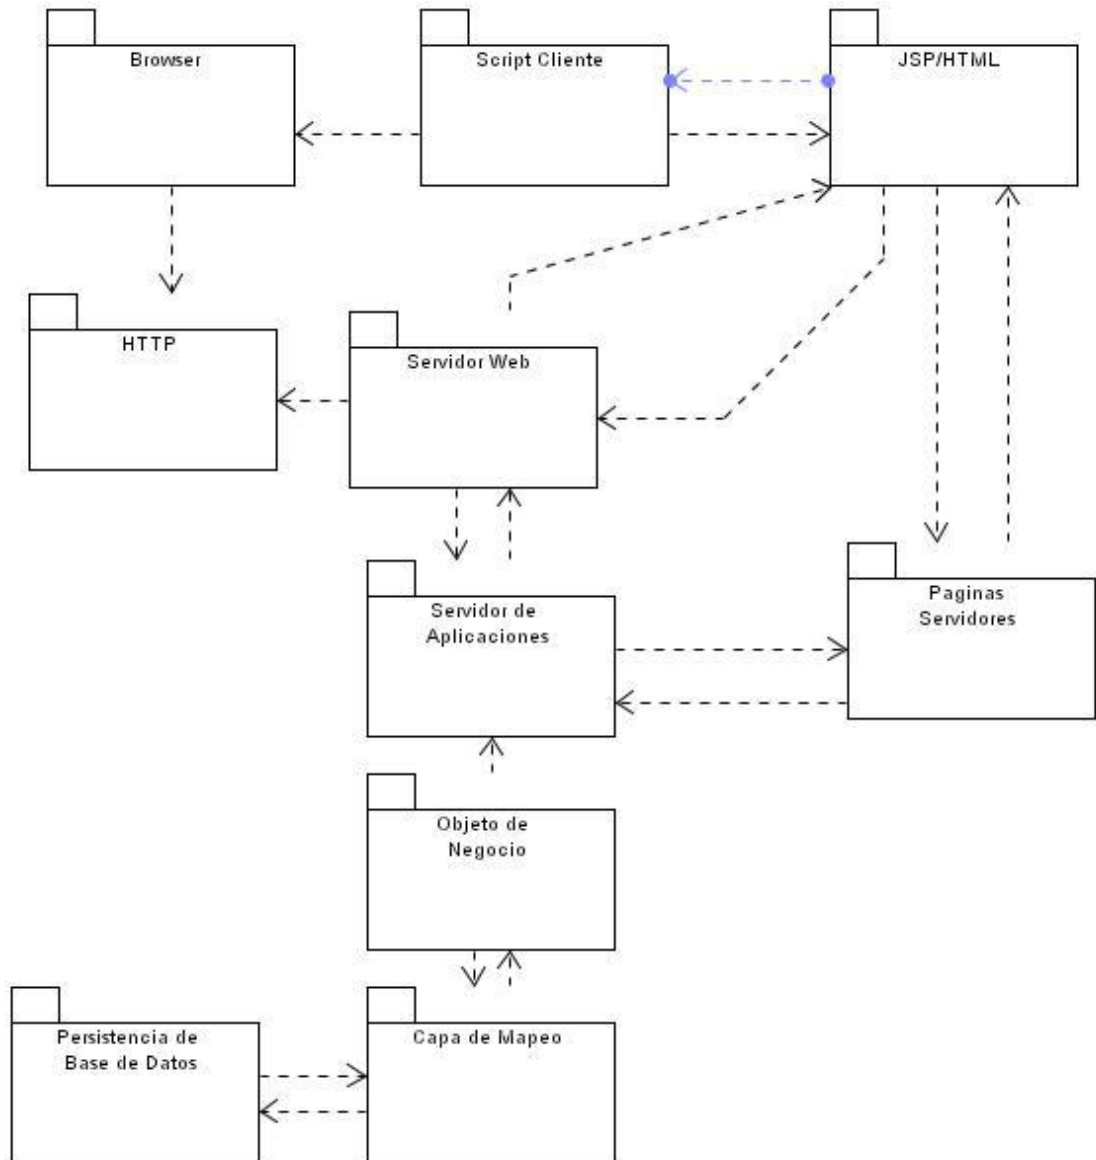 Browser
Script Cliente
JSP/HTML
HTTP
Servidor Web
Servidor de
Aplicaciones
Paginas
Servidores
Objeto de
Negocio
Persistencia de
Base de Datos
Capa de Mapeo